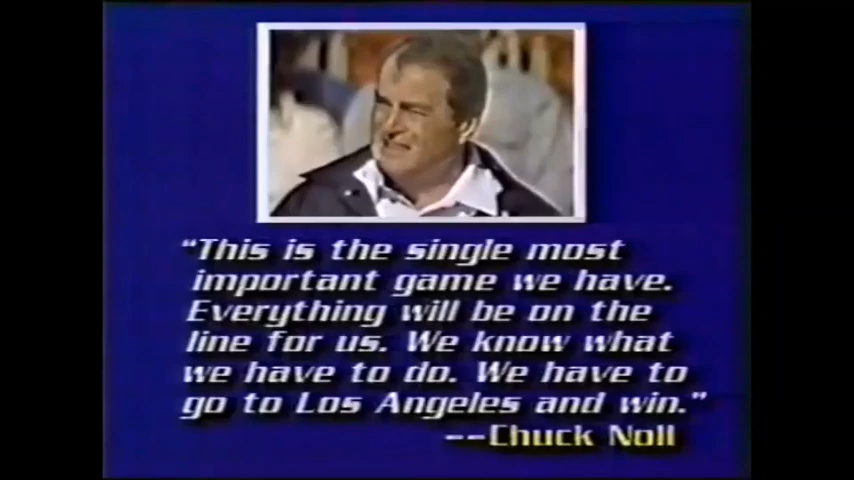 “This is the single most
important game we have.
Everything will be on the
line for us. We know what
we have to do. We have to
go to Los Angeles and win.”
--Chuck Noll